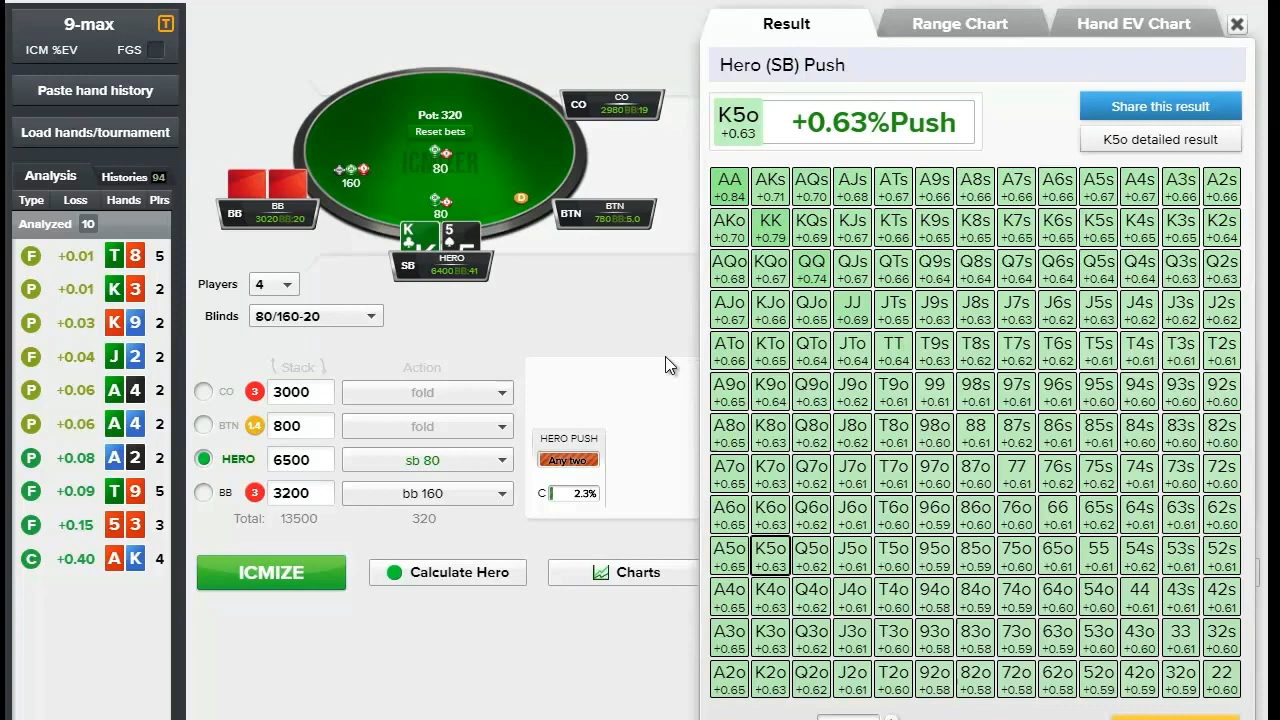 9-max
T
ICM %EV
FGS
Paste hand history
Load hands/tournament
Analysis
Histories 94
Type Loss Hands Plrs
Analyzed 10
F +0.01 T 8 5
P +0.01 K 3 2
P +0.03 K 9 2
P +0.04 J 2 2
P +0.06 A 4 2
P +0.06 A 4 2
P +0.08 A 2 2
F +0.09 T 9 5
F +0.15 5 3 3
C +0.40 A K 4
Pot: 320
Reset bets
80
160
80
CO
CO
2980 BB:19
BB
BB
3020 BB:20
D
BTN
BTN
780 BB:5.0
K 5
SB
HERO
6400 BB:41
Players 4
Blinds 80/160-20
Stack Action
CO 3 3000 fold
BTN 1.4 800 fold
HERO 6500 sb 80
BB 3 3200 bb 160
Total: 13500 320
HERO PUSH
Any two
C 2.3%
ICMIZE
Calculate Hero
Charts
Result
Range Chart
Hand EV Chart
Hero (SB) Push
K5o
+0.63
+0.63%Push
Share this result
K5o detailed result
AA AKs AQs AJs ATs A9s A8s A7s A6s A5s A4s A3s A2s
+0.84 +0.71 +0.70 +0.68 +0.67 +0.66 +0.66 +0.66 +0.65 +0.66 +0.66 +0.66 +0.66
AKo KK KQs KJs KTs K9s K8s K7s K6s K5s K4s K3s K2s
+0.70 +0.79 +0.69 +0.67 +0.66 +0.65 +0.65 +0.65 +0.65 +0.65 +0.65 +0.65 +0.64
AQo KQo QQ QJs QTs Q9s Q8s Q7s Q6s Q5s Q4s Q3s Q2s
+0.68 +0.67 +0.74 +0.67 +0.66 +0.64 +0.64 +0.64 +0.64 +0.64 +0.63 +0.63 +0.63
AJo KJo QJo JJ JTs J9s J8s J7s J6s J5s J4s J3s J2s
+0.67 +0.66 +0.65 +0.69 +0.65 +0.63 +0.63 +0.63 +0.62 +0.63 +0.62 +0.62 +0.62
ATo KTo QTo JTo TT T9s T8s T7s T6s T5s T4s T3s T2s
+0.66 +0.65 +0.64 +0.64 +0.64 +0.63 +0.63 +0.62 +0.62 +0.61 +0.61 +0.61 +0.61
A9o K9o Q9o J9o T9o 99 98s 97s 96s 95s 94s 93s 92s
+0.65 +0.64 +0.63 +0.62 +0.61 +0.61 +0.61 +0.61 +0.61 +0.61 +0.60 +0.60 +0.60
A8o K8o Q8o J8o T8o 98o 88 87s 86s 85s 84s 83s 82s
+0.65 +0.63 +0.62 +0.62 +0.61 +0.60 +0.61 +0.62 +0.61 +0.61 +0.61 +0.60 +0.60
A7o K7o Q7o J7o T7o 97o 87o 77 76s 75s 74s 73s 72s
+0.65 +0.63 +0.62 +0.61 +0.61 +0.60 +0.60 +0.61 +0.62 +0.62 +0.61 +0.61 +0.60
A6o K6o Q6o J6o T6o 96o 86o 76o 66 65s 64s 63s 62s
+0.65 +0.63 +0.62 +0.61 +0.60 +0.59 +0.60 +0.60 +0.61 +0.62 +0.61 +0.61 +0.61
A5o K5o Q5o J5o T5o 95o 85o 75o 65o 55 54s 53s 52s
+0.65 +0.63 +0.62 +0.61 +0.60 +0.59 +0.59 +0.60 +0.61 +0.61 +0.62 +0.61 +0.61
A4o K4o Q4o J4o T4o 94o 84o 74o 64o 54o 44 43s 42s
+0.65 +0.63 +0.62 +0.61 +0.60 +0.58 +0.59 +0.59 +0.60 +0.60 +0.61 +0.61 +0.61
A3o K3o Q3o J3o T3o 93o 83o 73o 63o 53o 43o 33 32s
+0.65 +0.63 +0.62 +0.61 +0.60 +0.58 +0.58 +0.59 +0.59 +0.60 +0.60 +0.61 +0.60
A2o K2o Q2o J2o T2o 92o 82o 72o 62o 52o 42o 32o 22
+0.65 +0.63 +0.62 +0.61 +0.60 +0.58 +0.58 +0.58 +0.58 +0.59 +0.59 +0.59 +0.60